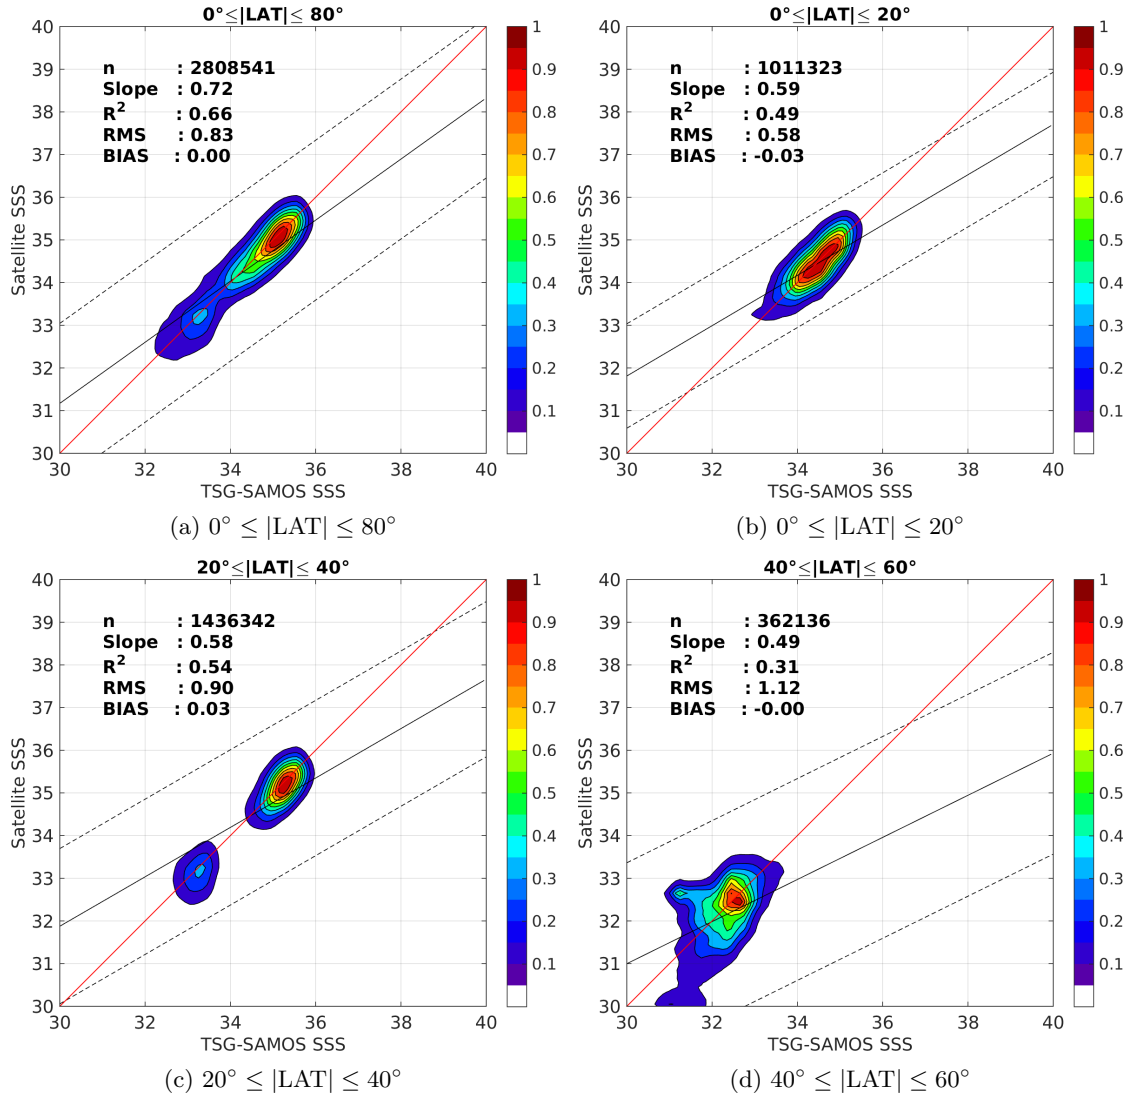 0°≤|LAT|≤ 80°
n : 2808541
Slope : 0.72
R² : 0.66
RMS : 0.83
BIAS : 0.00
Satellite SSS
40
39
38
37
36
35
34
33
32
31
30
30 32 34 36 38 40
TSG-SAMOS SSS
1
0.9
0.8
0.7
0.6
0.5
0.4
0.3
0.2
0.1
(a) 0° ≤ |LAT| ≤ 80°
0°≤|LAT|≤ 20°
n : 1011323
Slope : 0.59
R² : 0.49
RMS : 0.58
BIAS : -0.03
Satellite SSS
40
39
38
37
36
35
34
33
32
31
30
30 32 34 36 38 40
TSG-SAMOS SSS
1
0.9
0.8
0.7
0.6
0.5
0.4
0.3
0.2
0.1
(b) 0° ≤ |LAT| ≤ 20°
20°≤|LAT|≤ 40°
n : 1436342
Slope : 0.58
R² : 0.54
RMS : 0.90
BIAS : 0.03
Satellite SSS
40
39
38
37
36
35
34
33
32
31
30
30 32 34 36 38 40
TSG-SAMOS SSS
1
0.9
0.8
0.7
0.6
0.5
0.4
0.3
0.2
0.1
(c) 20° ≤ |LAT| ≤ 40°
40°≤|LAT|≤ 60°
n : 362136
Slope : 0.49
R² : 0.31
RMS : 1.12
BIAS : -0.00
Satellite SSS
40
39
38
37
36
35
34
33
32
31
30
30 32 34 36 38 40
TSG-SAMOS SSS
1
0.9
0.8
0.7
0.6
0.5
0.4
0.3
0.2
0.1
(d) 40° ≤ |LAT| ≤ 60°